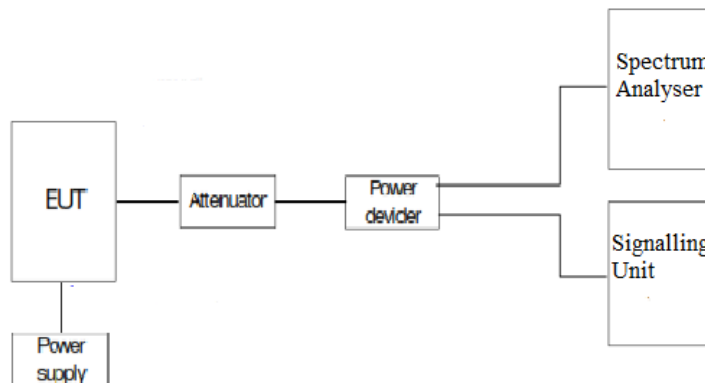 Spectrum
Analyser
EUT
Attenuator
Power
devider
Signalling
Unit
Power
supply